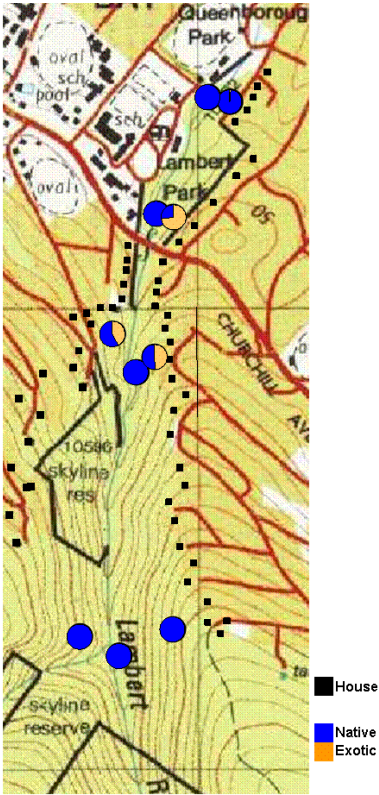 Queenboroug
Park
oval
sch
pool
sch
Lambert
Park
oval
50
CHURCHILL
AV
10586
skyline
res
Lambert
skyline
reserve
ta
R
House
Native
Exotic